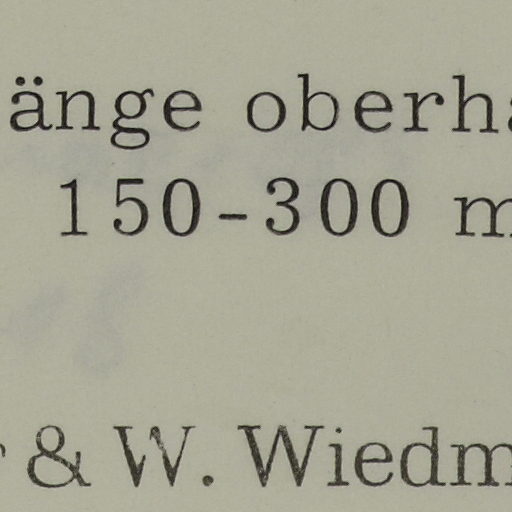 änge oberha
150-300 m
& W. Wiedm